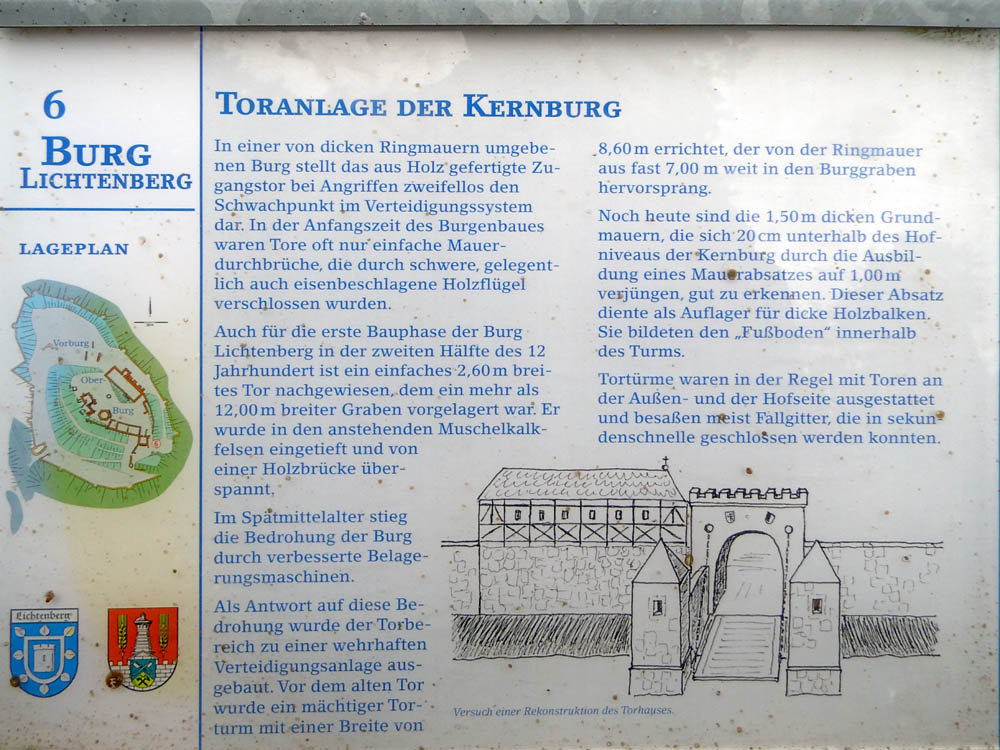 6
BURG
LICHTENBERG
LAGEPLAN
Vorburg
Ober-
Burg
6
Lichtenberg
TORANLAGE DER KERNBURG
In einer von dicken Ringmauern umgebe-
nen Burg stellt das aus Holz gefertigte Zu-
gangstor bei Angriffen zweifellos den
Schwachpunkt im Verteidigungssystem
dar. In der Anfangszeit des Burgenbaues
waren Tore oft nur einfache Mauer-
durchbrüche, die durch schwere, gelegent-
lich auch eisenbeschlagene Holzflügel
verschlossen wurden.
Auch für die erste Bauphase der Burg
Lichtenberg in der zweiten Hälfte des 12
Jahrhundert ist ein einfaches 2,60 m brei-
tes Tor nachgewiesen, dem ein mehr als
12,00 m breiter Graben vorgelagert war. Er
wurde in den anstehenden Muschelkalk-
felsen eingetieft und von
einer Holzbrücke über-
spannt.
Im Spätmittelalter stieg
die Bedrohung der Burg
durch verbesserte Belage-
rungsmaschinen.
Als Antwort auf diese Be-
drohung wurde der Torbe-
reich zu einer wehrhaften
Verteidigungsanlage aus-
gebaut. Vor dem alten Tor
wurde ein mächtiger Tor-
turm mit einer Breite von
8,60 m errichtet, der von der Ringmauer
aus fast 7,00 m weit in den Burggraben
hervorsprang.
Noch heute sind die 1,50 m dicken Grund-
mauern, die sich 20 cm unterhalb des Hof-
niveaus der Kernburg durch die Ausbil-
dung eines Mauerabsatzes auf 1,00 m
verjüngen, gut zu erkennen. Dieser Absatz
diente als Auflager für dicke Holzbalken.
Sie bildeten den „Fußboden" innerhalb
des Turms.
Tortürme waren in der Regel mit Toren an
der Außen- und der Hofseite ausgestattet
und besaßen meist Fallgitter, die in sekun
denschnelle geschlossen werden konnten.
Versuch einer Rekonstruktion des Torhauses.